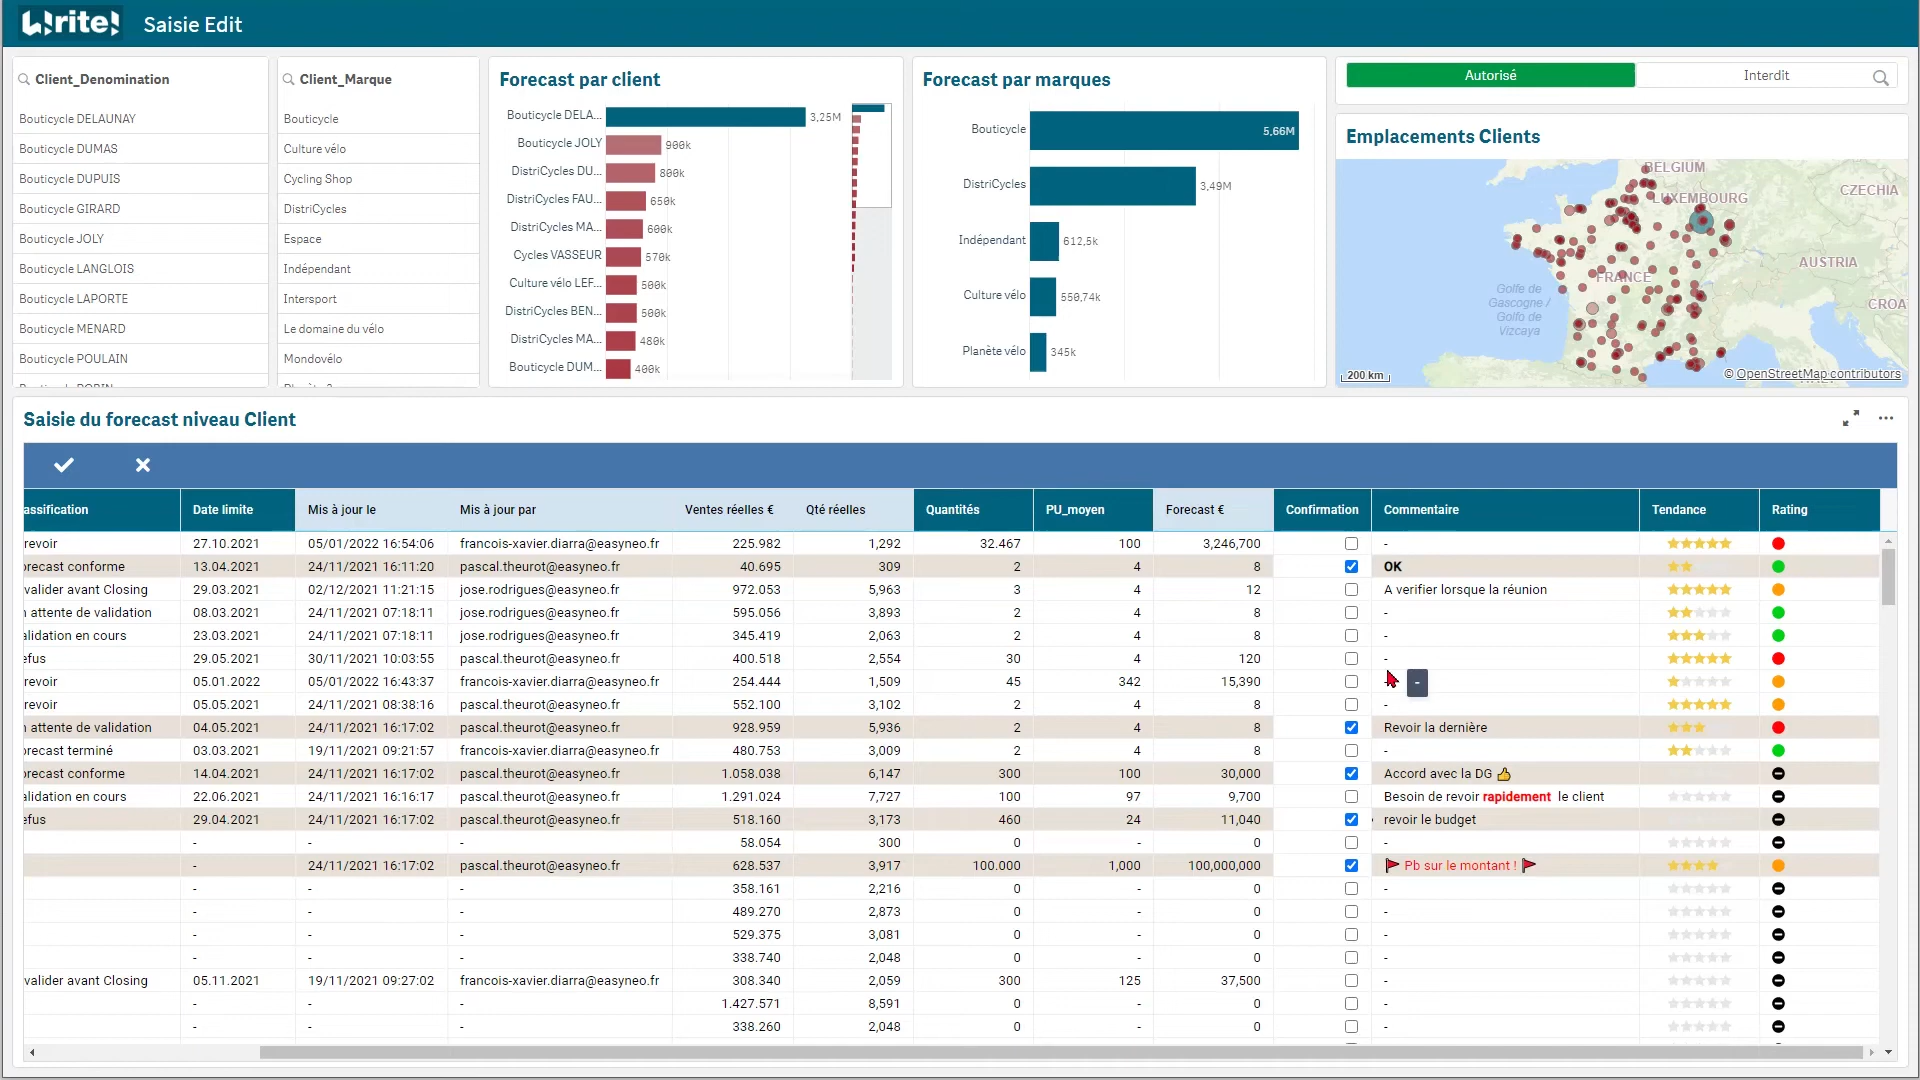 W!rite!
Saisie Edit
Client_Denomination
Bouticycle DELAUNAY
Bouticycle DUMAS
Bouticycle DUPUIS
Bouticycle GIRARD
Bouticycle JOLY
Bouticycle LANGLOIS
Bouticycle LAPORTE
Bouticycle MENARD
Bouticycle POULAIN
Client_Marque
Bouticycle
Culture vélo
Cycling Shop
DistriCycles
Espace
Indépendant
Intersport
Le domaine du vélo
Mondovélo
Forecast par client
Bouticycle DELA... 3,25M
Bouticycle JOLY 900k
DistriCycles DU... 800k
DistriCycles FAU... 650k
DistriCycles MA... 600k
Cycles VASSEUR 570k
Culture vélo LEF... 500k
DistriCycles BEN... 500k
DistriCycles MA... 480k
Bouticycle DUM... 400k
Forecast par marques
Bouticycle 5,66M
DistriCycles 3,49M
Indépendant 612,5k
Culture vélo 550,74k
Planète vélo 345k
Autorisé Interdit
Emplacements Clients
BELGIUM
LUXEMBOURG
CZECHIA
AUSTRIA
FRANCE
CROA
Golfe de
Gascogne /
Golfo de
Vizcaya
200 km
© OpenStreetMap contributors
Saisie du forecast niveau Client
assification Date limite Mis à jour le Mis à jour par Ventes réelles € Qté réelles Quantités PU_moyen Forecast € Confirmation Commentaire Tendance Rating
revoir 27.10.2021 05/01/2022 16:54:06 francois-xavier.diarra@easyneo.fr 225.982 1,292 32.467 100 3,246,700 -
orecast conforme 13.04.2021 24/11/2021 16:11:20 pascal.theurot@easyneo.fr 40.695 309 2 4 8 OK
valider avant Closing 29.03.2021 02/12/2021 11:21:15 jose.rodrigues@easyneo.fr 972.053 5,963 3 4 12 A verifier lorsque la réunion
n attente de validation 08.03.2021 24/11/2021 07:18:11 jose.rodrigues@easyneo.fr 595.056 3,893 2 4 8 -
alidation en cours 23.03.2021 24/11/2021 07:18:11 jose.rodrigues@easyneo.fr 345.419 2,063 2 4 8 -
efus 29.05.2021 30/11/2021 10:03:55 pascal.theurot@easyneo.fr 400.518 2,554 30 4 120 -
revoir 05.01.2022 05/01/2022 16:43:37 francois-xavier.diarra@easyneo.fr 254.444 1,509 45 342 15,390 - -
revoir 05.05.2021 24/11/2021 08:38:16 pascal.theurot@easyneo.fr 552.100 3,102 2 4 8 -
n attente de validation 04.05.2021 24/11/2021 16:17:02 pascal.theurot@easyneo.fr 928.959 5,936 2 4 8 Revoir la dernière
orecast terminé 03.03.2021 19/11/2021 09:21:57 francois-xavier.diarra@easyneo.fr 480.753 3,009 2 4 8 -
orecast conforme 14.04.2021 24/11/2021 16:17:02 pascal.theurot@easyneo.fr 1.058.038 6,147 300 100 30,000 Accord avec la DG 👍
alidation en cours 22.06.2021 24/11/2021 16:16:17 pascal.theurot@easyneo.fr 1.291.024 7,727 100 97 9,700 Besoin de revoir rapidement le client
efus 29.04.2021 24/11/2021 16:17:02 pascal.theurot@easyneo.fr 518.160 3,173 460 24 11,040 revoir le budget
- - - 58.054 300 0 - 0 -
- 24/11/2021 16:17:02 pascal.theurot@easyneo.fr 628.537 3,917 100.000 1,000 100,000,000 🚩 Pb sur le montant ! 🚩
- - - 358.161 2,216 0 - 0 -
- - - 489.270 2,873 0 - 0 -
- - - 529.375 3,081 0 - 0 -
- - - 338.740 2,048 0 - 0 -
valider avant Closing 05.11.2021 19/11/2021 09:27:02 francois-xavier.diarra@easyneo.fr 308.340 2,059 300 125 37,500 -
- - - 1.427.571 8,591 0 - 0 -
- - - 338.260 2,048 0 - 0 -